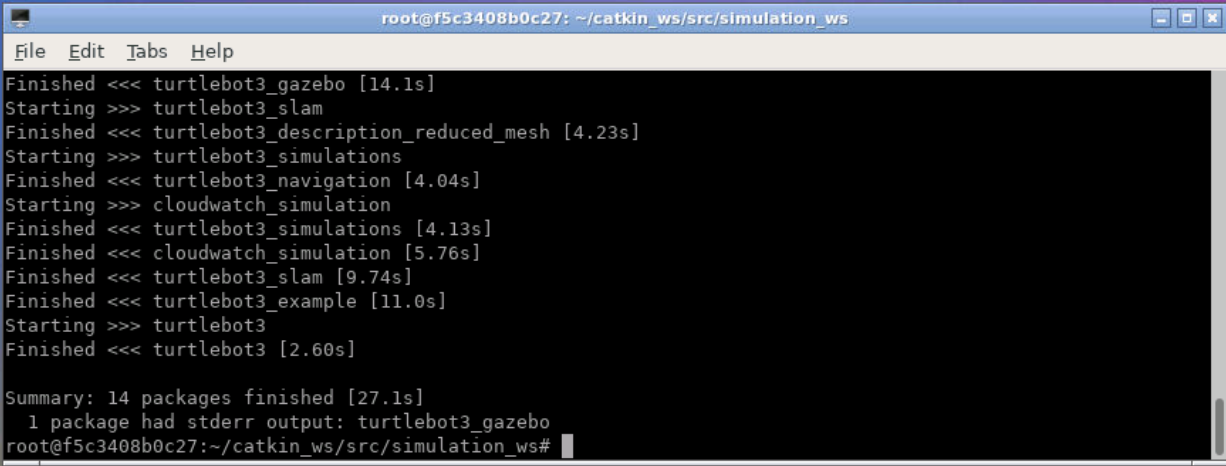 root@f5c3408b0c27: ~/catkin_ws/src/simulation_ws
File Edit Tabs Help
Finished <<< turtlebot3_gazebo [14.1s]
Starting >>> turtlebot3_slam
Finished <<< turtlebot3_description_reduced_mesh [4.23s]
Starting >>> turtlebot3_simulations
Finished <<< turtlebot3_navigation [4.04s]
Starting >>> cloudwatch_simulation
Finished <<< turtlebot3_simulations [4.13s]
Finished <<< cloudwatch_simulation [5.76s]
Finished <<< turtlebot3_slam [9.74s]
Finished <<< turtlebot3_example [11.0s]
Starting >>> turtlebot3
Finished <<< turtlebot3 [2.60s]
Summary: 14 packages finished [27.1s]
  1 package had stderr output: turtlebot3_gazebo
root@f5c3408b0c27:~/catkin_ws/src/simulation_ws#